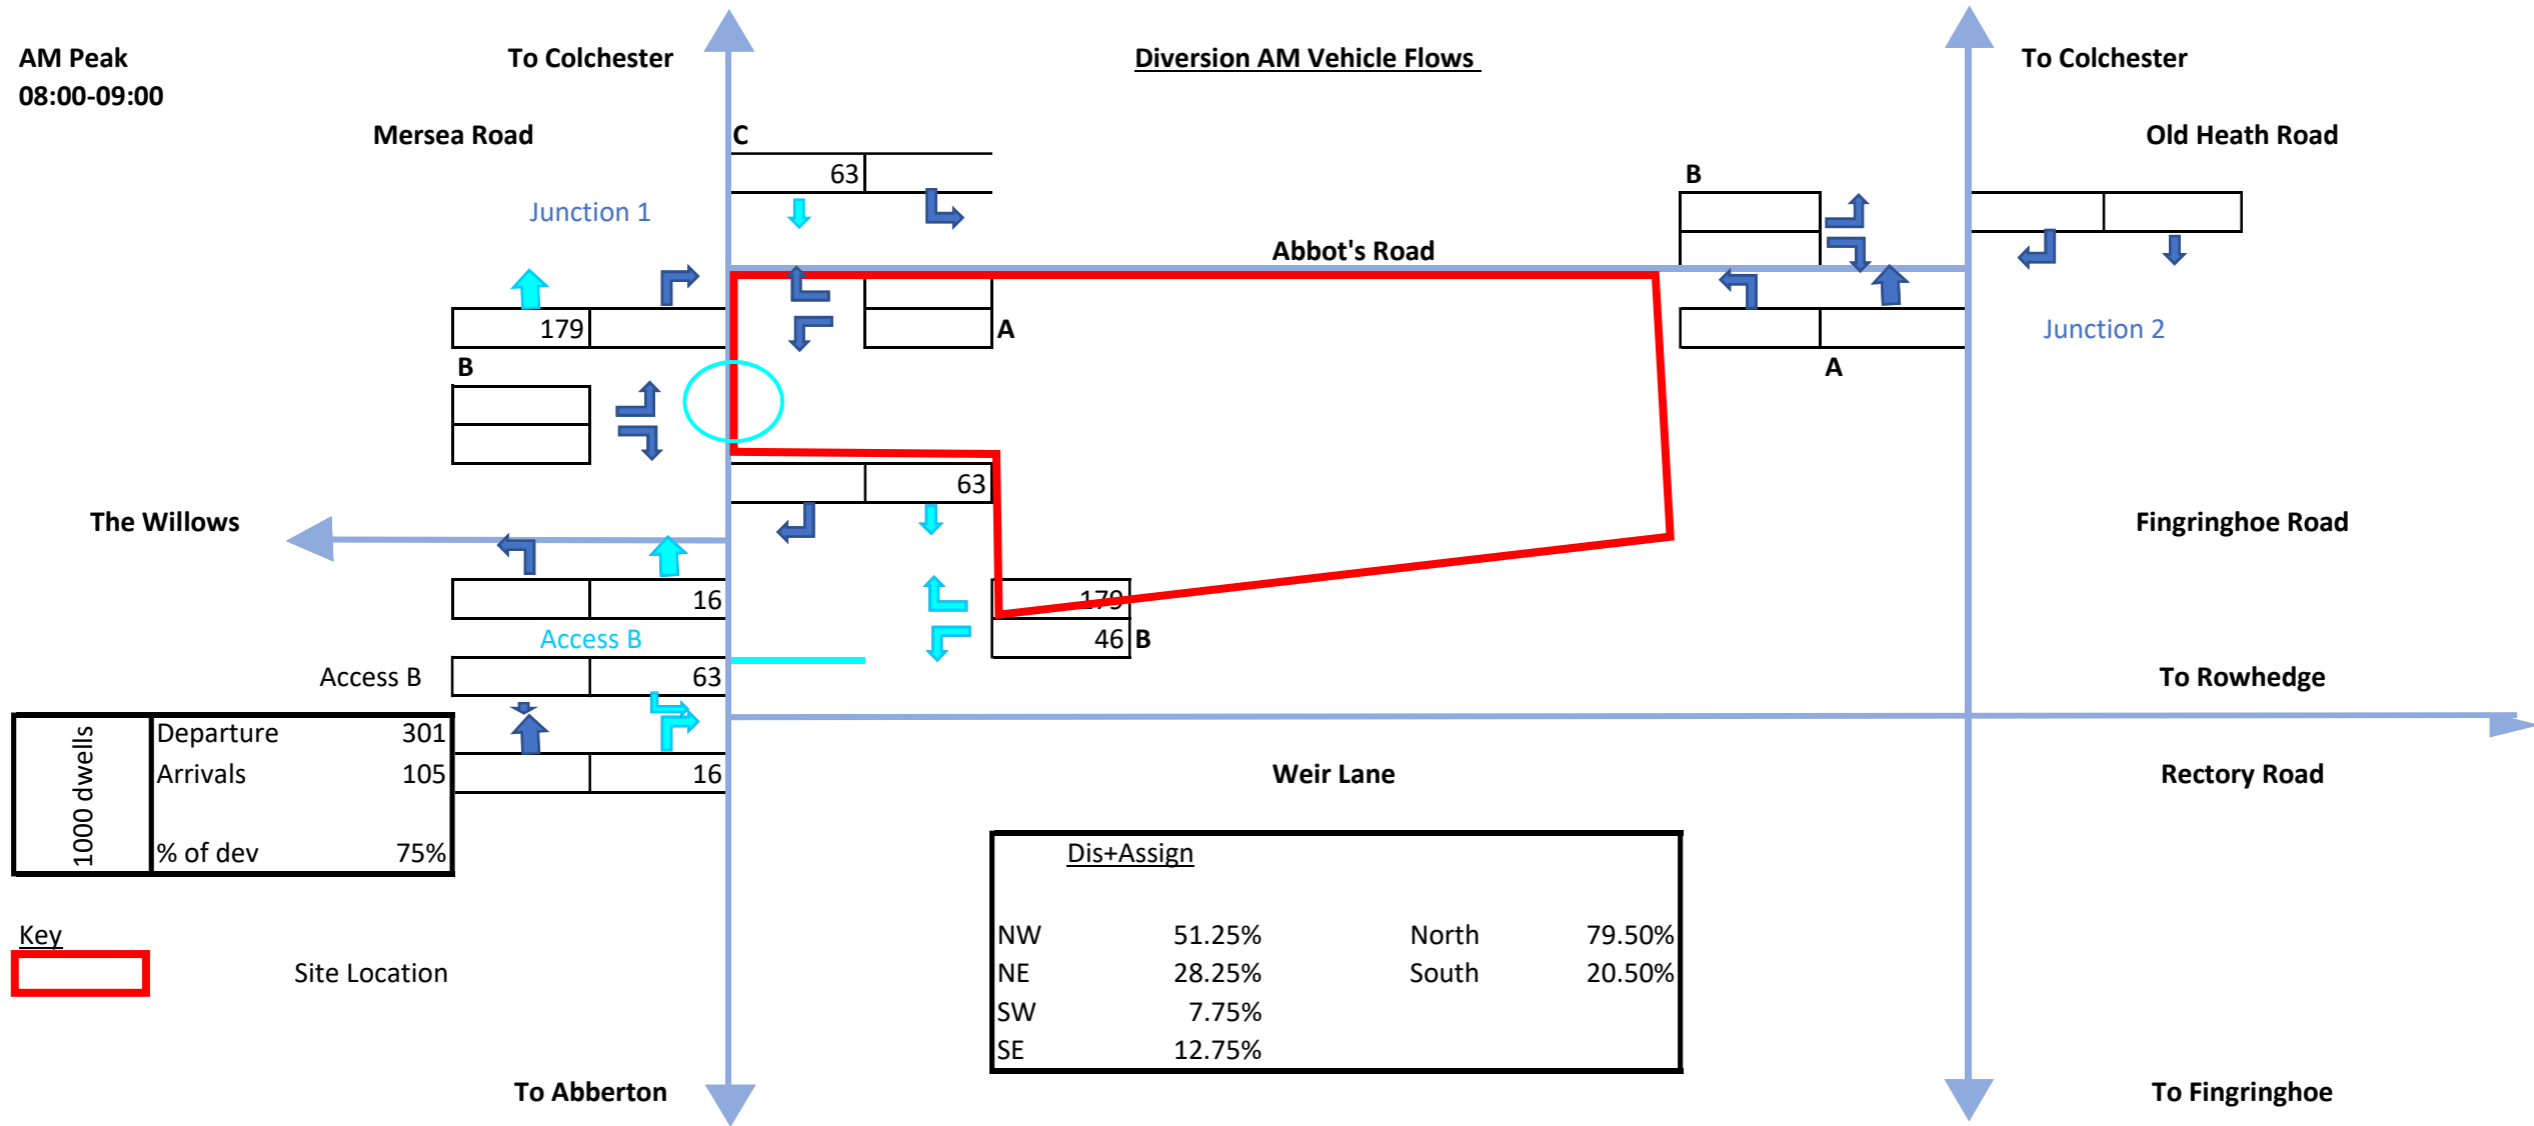 AM Peak
08:00-09:00
To Colchester
Diversion AM Vehicle Flows
To Colchester
Mersea Road
C
Old Heath Road
63
B
Junction 1
Abbot's Road
179
A
Junction 2
B
A
63
The Willows
Fingringhoe Road
16
179
Access B
46 B
Access B
63
To Rowhedge
1000 dwells
Departure 301
Arrivals 105
16
Weir Lane
Rectory Road
% of dev 75%
Dis+Assign
Key
NW 51.25% North 79.50%
Site Location
NE 28.25% South 20.50%
SW 7.75%
SE 12.75%
To Abberton
To Fingringhoe